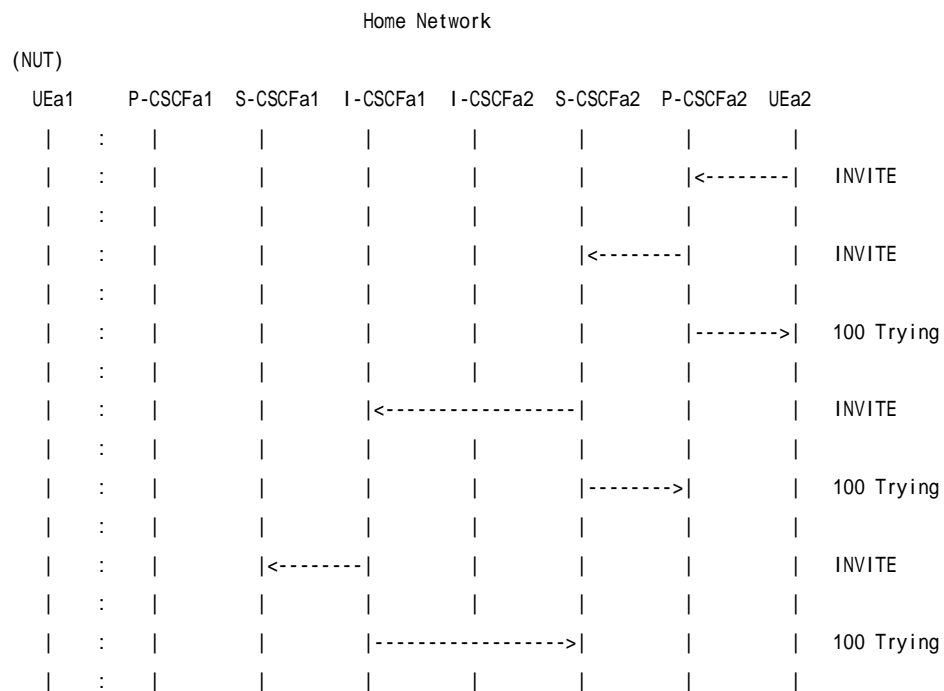 Home Network
(NUT)
UEa1 P-CSCFa1 S-CSCFa1 I-CSCFa1 I-CSCFa2 S-CSCFa2 P-CSCFa2 UEa2
| : | | | | | | |
| : | | | | | |<--------| INVITE
| : | | | | | | |
| : | | | | |<--------| | INVITE
| : | | | | | | |
| : | | | | | |-------->| 100 Trying
| : | | | | | | |
| : | | |<------------------| | | INVITE
| : | | | | | | |
| : | | | | |-------->| | 100 Trying
| : | | | | | | |
| : | |<--------| | | | | INVITE
| : | | | | | | |
| : | | |------------------>| | | 100 Trying
| : | | | | | | |